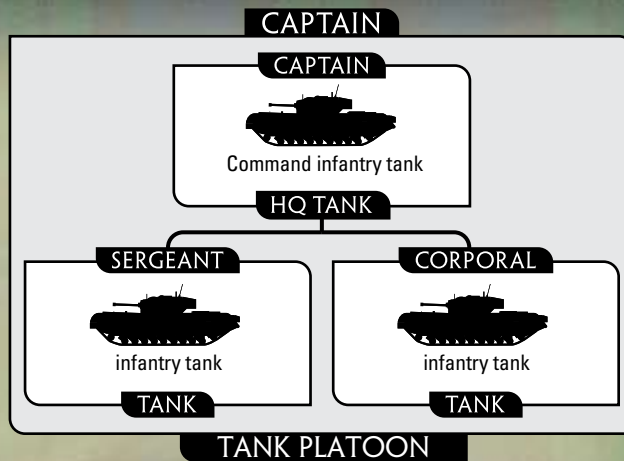 CAPTAIN
CAPTAIN
Command infantry tank
HQ TANK
SERGEANT
infantry tank
TANK
CORPORAL
infantry tank
TANK
TANK PLATOON